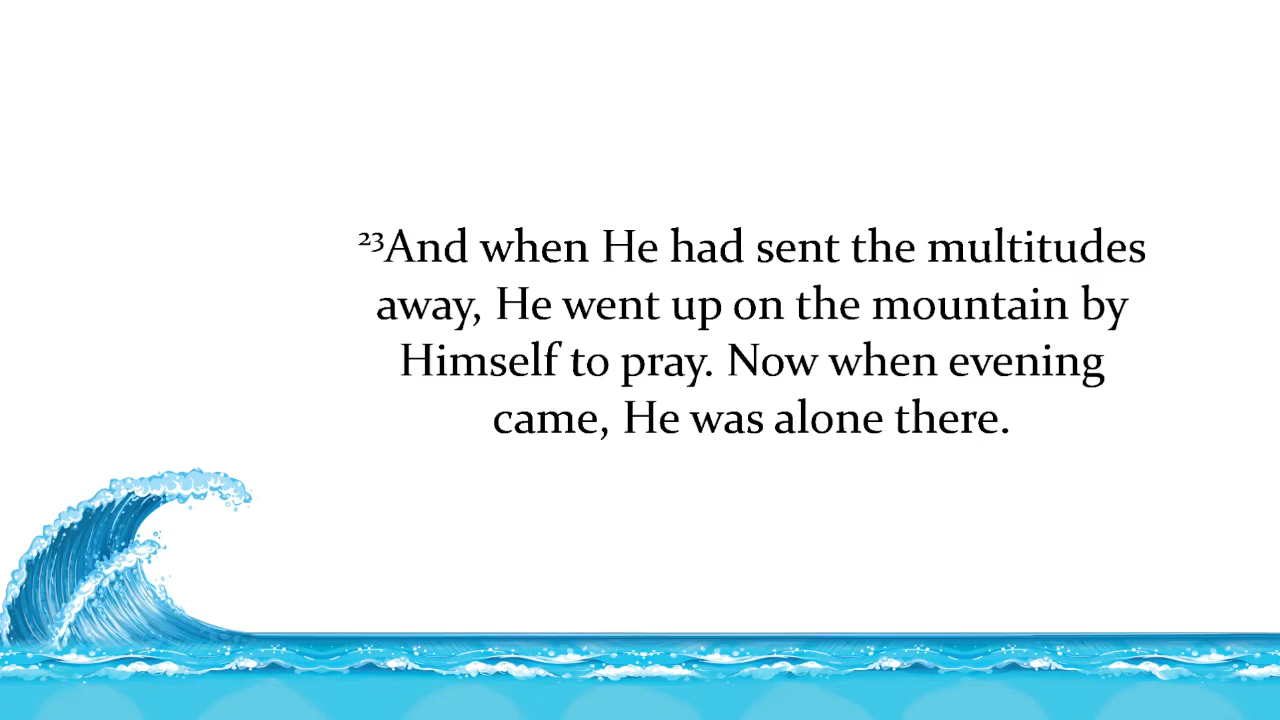 ²³And when He had sent the multitudes
away, He went up on the mountain by
Himself to pray. Now when evening
came, He was alone there.